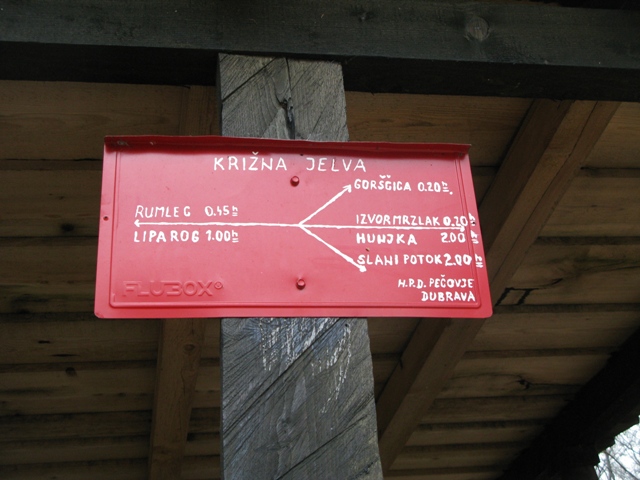 KRIŽNA JELVA
GORŠČICA 0.20h.
RUMLEG 0.45h
IZVOR MRZLAK 0.20h
LIPA ROG 1.00h
HUNJKA 2.00h
SLANI POTOK 2.00h
H.P.D. PEČOVJE
DUBRAVA
FLUBOX®